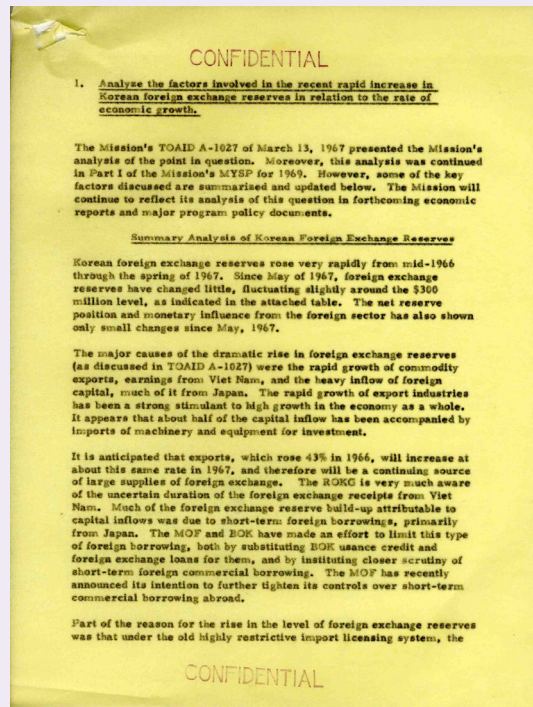 CONFIDENTIAL
1. Analyze the factors involved in the recent rapid increase in
Korean foreign exchange reserves in relation to the rate of
economic growth.
The Mission's TOAID A-1027 of March 13, 1967 presented the Mission's
analysis of the point in question. Moreover, this analysis was continued
in Part I of the Mission's MYSP for 1969. However, some of the key
factors discussed are summarized and updated below. The Mission will
continue to reflect its analysis of this question in forthcoming economic
reports and major program policy documents.
Summary Analysis of Korean Foreign Exchange Reserves
Korean foreign exchange reserves rose very rapidly from mid-1966
through the spring of 1967. Since May of 1967, foreign exchange
reserves have changed little, fluctuating slightly around the $300
million level, as indicated in the attached table. The net reserve
position and monetary influence from the foreign sector has also shown
only small changes since May, 1967.
The major causes of the dramatic rise in foreign exchange reserves
(as discussed in TOAID A-1027) were the rapid growth of commodity
exports, earnings from Viet Nam, and the heavy inflow of foreign
capital, much of it from Japan. The rapid growth of export industries
has been a strong stimulant to high growth in the economy as a whole.
It appears that about half of the capital inflow has been accompanied by
imports of machinery and equipment for investment.
It is anticipated that exports, which rose 43% in 1966, will increase at
about this same rate in 1967, and therefore will be a continuing source
of large supplies of foreign exchange. The ROKG is very much aware
of the uncertain duration of the foreign exchange receipts from Viet
Nam. Much of the foreign exchange reserve build-up attributable to
capital inflows was due to short-term foreign borrowings, primarily
from Japan. The MOF and BOK have made an effort to limit this type
of foreign borrowing, both by substituting BOK usance credit and
foreign exchange loans for them, and by instituting closer scrutiny of
short-term foreign commercial borrowing. The MOF has recently
announced its intention to further tighten its controls over short-term
commercial borrowing abroad.
Part of the reason for the rise in the level of foreign exchange reserves
was that under the old highly restrictive import licensing system, the
CONFIDENTIAL